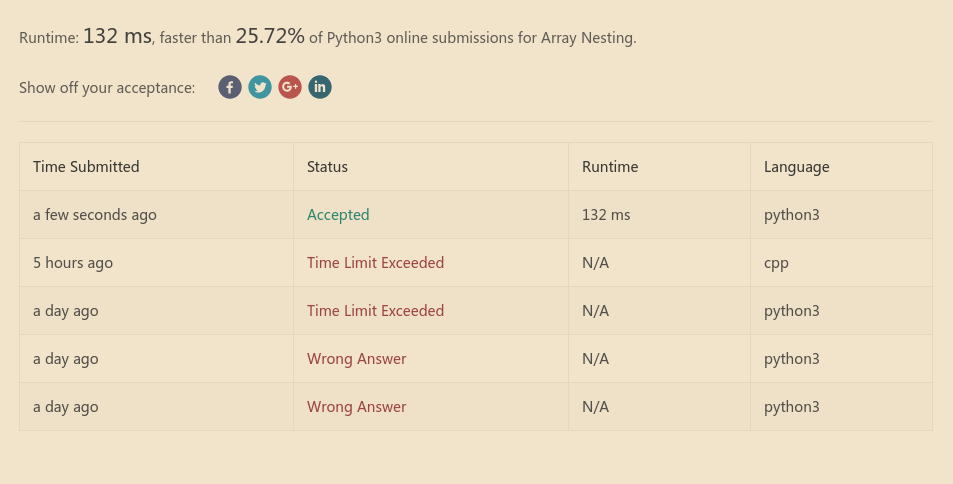 Runtime: 132 ms, faster than 25.72% of Python3 online submissions for Array Nesting.
Show off your acceptance: f G+ in
Time Submitted Status Runtime Language
a few seconds ago Accepted 132 ms python3
5 hours ago Time Limit Exceeded N/A cpp
a day ago Time Limit Exceeded N/A python3
a day ago Wrong Answer N/A python3
a day ago Wrong Answer N/A python3